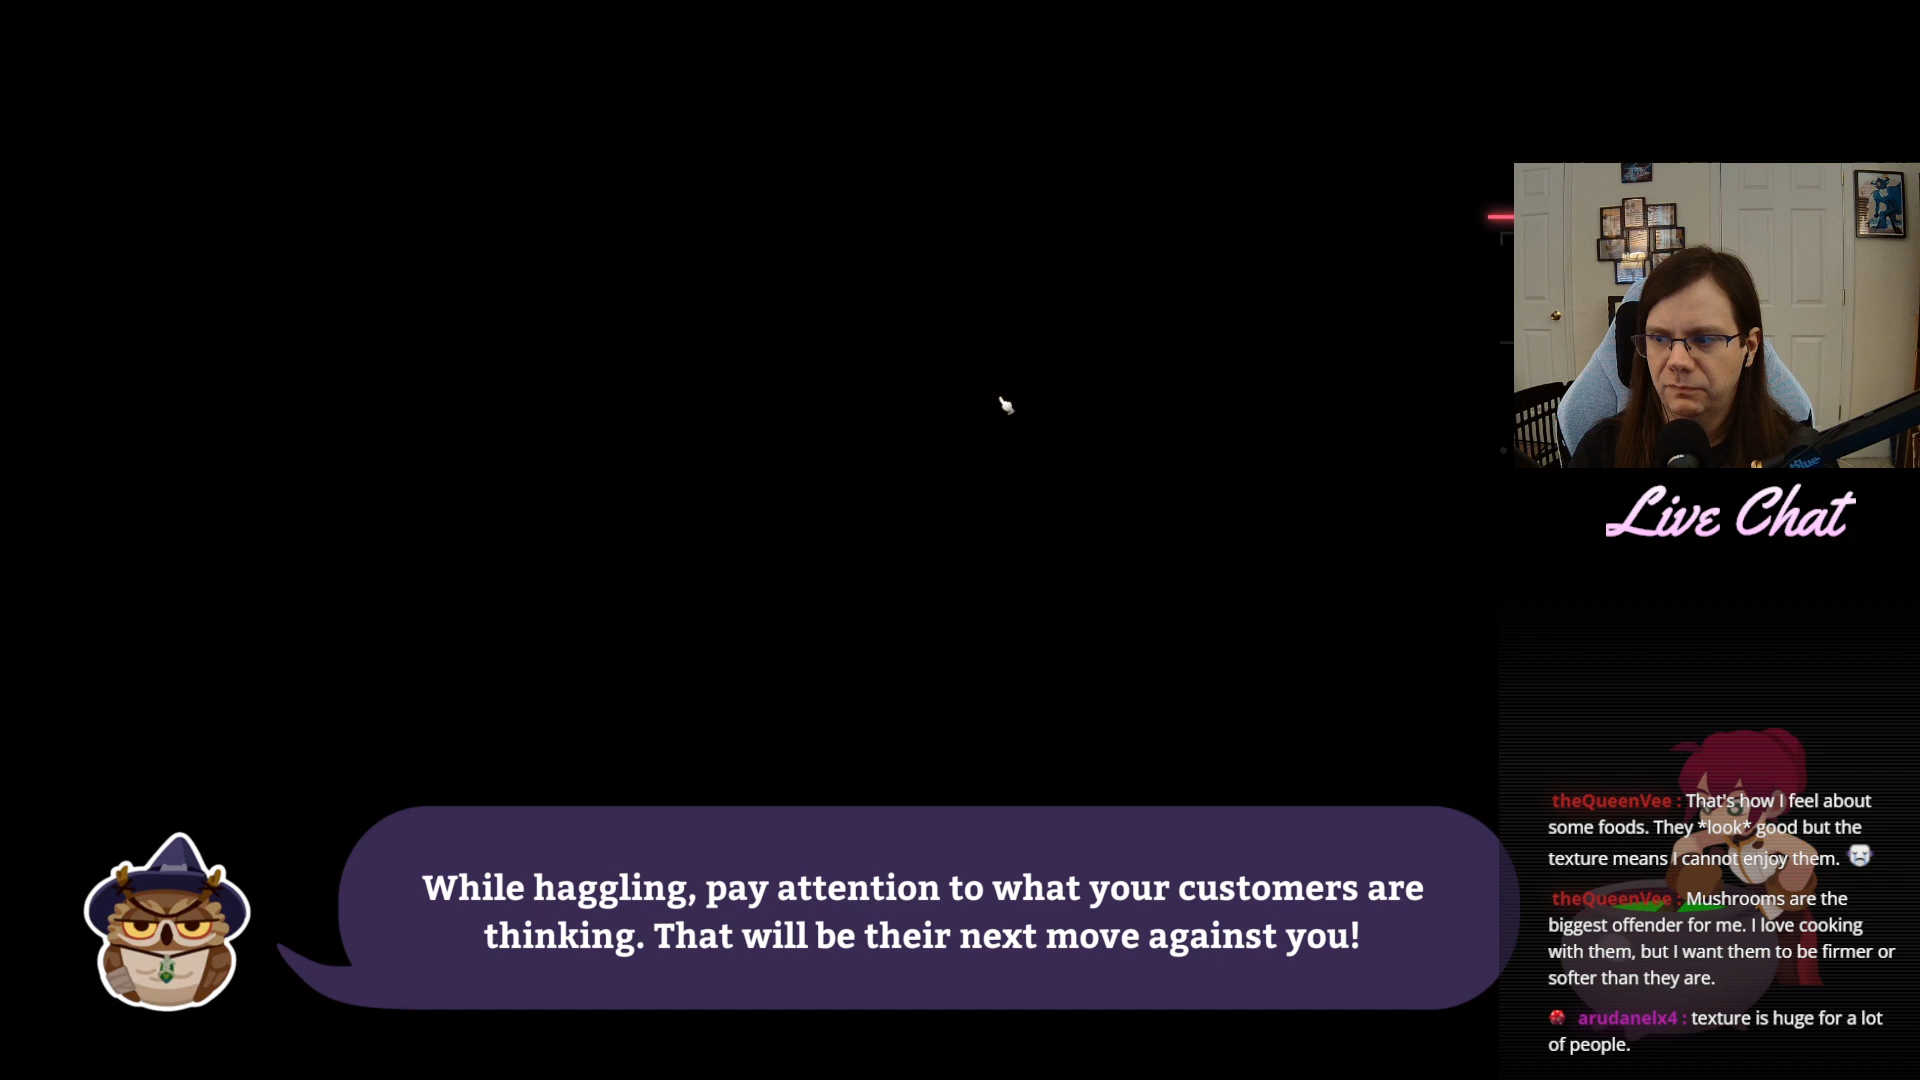 Live Chat
theQueenVee : That's how I feel about
some foods. They *look* good but the
texture means I cannot enjoy them.
theQueenVee : Mushrooms are the
biggest offender for me. I love cooking
with them, but I want them to be firmer or
softer than they are.
arudanelx4 : texture is huge for a lot
of people.
While haggling, pay attention to what your customers are
thinking. That will be their next move against you!